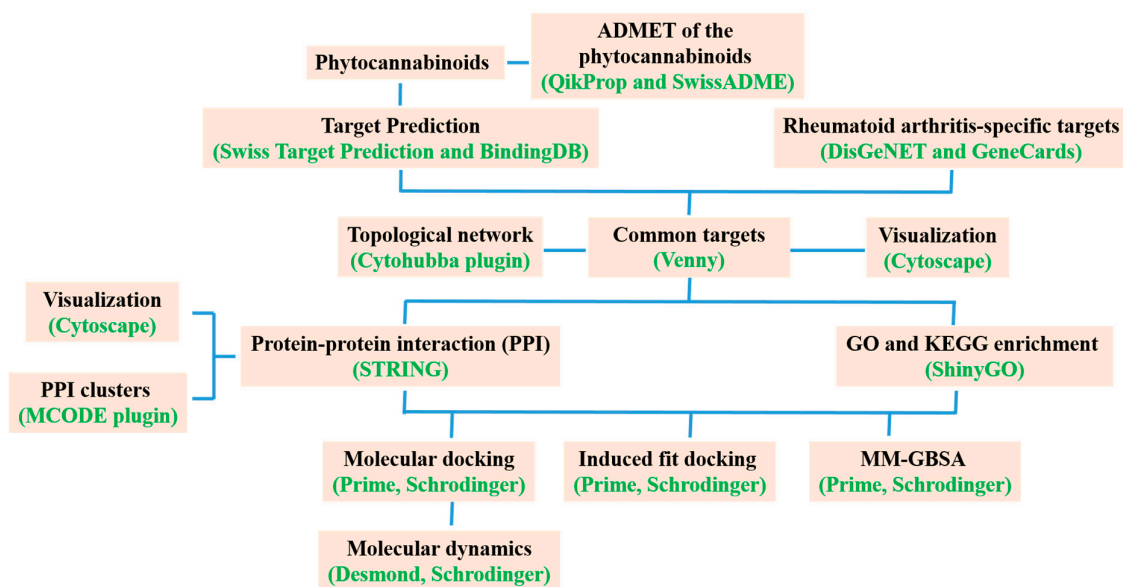 ADMET of the
phytocannabinoids
(QikProp and SwissADME)
Phytocannabinoids
Target Prediction
(Swiss Target Prediction and BindingDB)
Rheumatoid arthritis-specific targets
(DisGeNET and GeneCards)
Topological network
(Cytohubba plugin)
Common targets
(Venny)
Visualization
(Cytoscape)
Visualization
(Cytoscape)
Protein-protein interaction (PPI)
(STRING)
GO and KEGG enrichment
(ShinyGO)
PPI clusters
(MCODE plugin)
Molecular docking
(Prime, Schrodinger)
Induced fit docking
(Prime, Schrodinger)
MM-GBSA
(Prime, Schrodinger)
Molecular dynamics
(Desmond, Schrodinger)